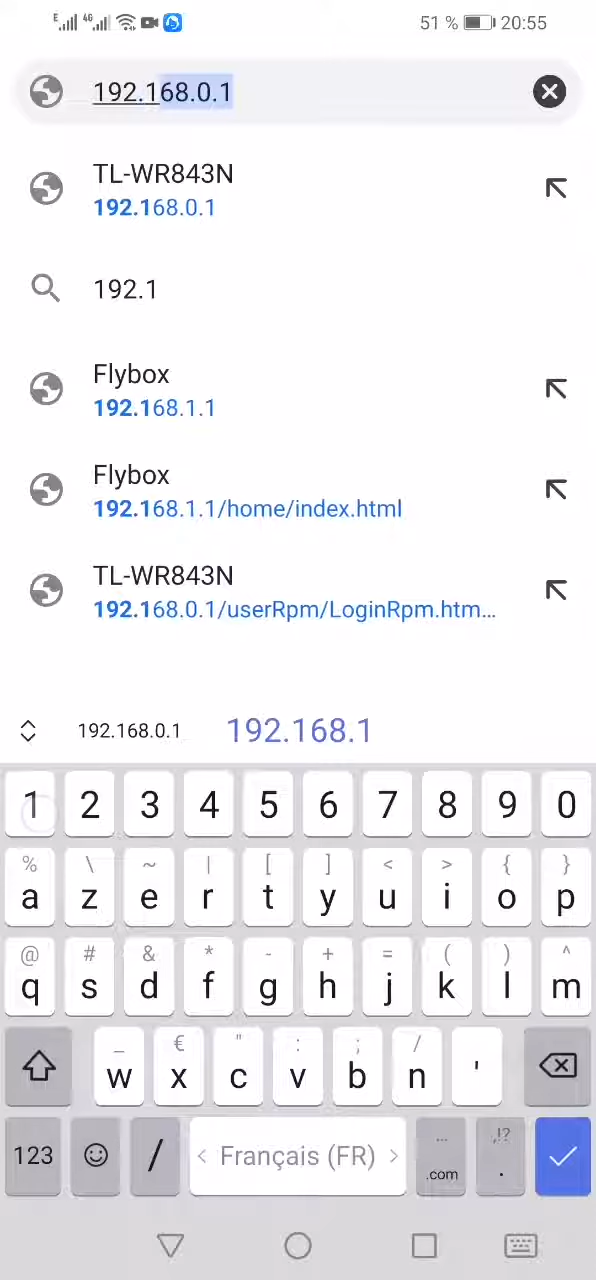 E 4G 51 % 20:55
192.168.0.1
TL-WR843N
192.168.0.1
192.1
Flybox
192.168.1.1
Flybox
192.168.1.1/home/index.html
TL-WR843N
192.168.0.1/userRpm/LoginRpm.htm...
192.168.0.1 192.168.1
1 2 3 4 5 6 7 8 9 0
% \ ~ | [ ] < > { }
a z e r t y u i o p
@ # & * - + = ( ) ^
q s d f g h j k l m
_ € " : ; /
w x c v b n '
123 / < Français (FR) > ... .com ,!? .